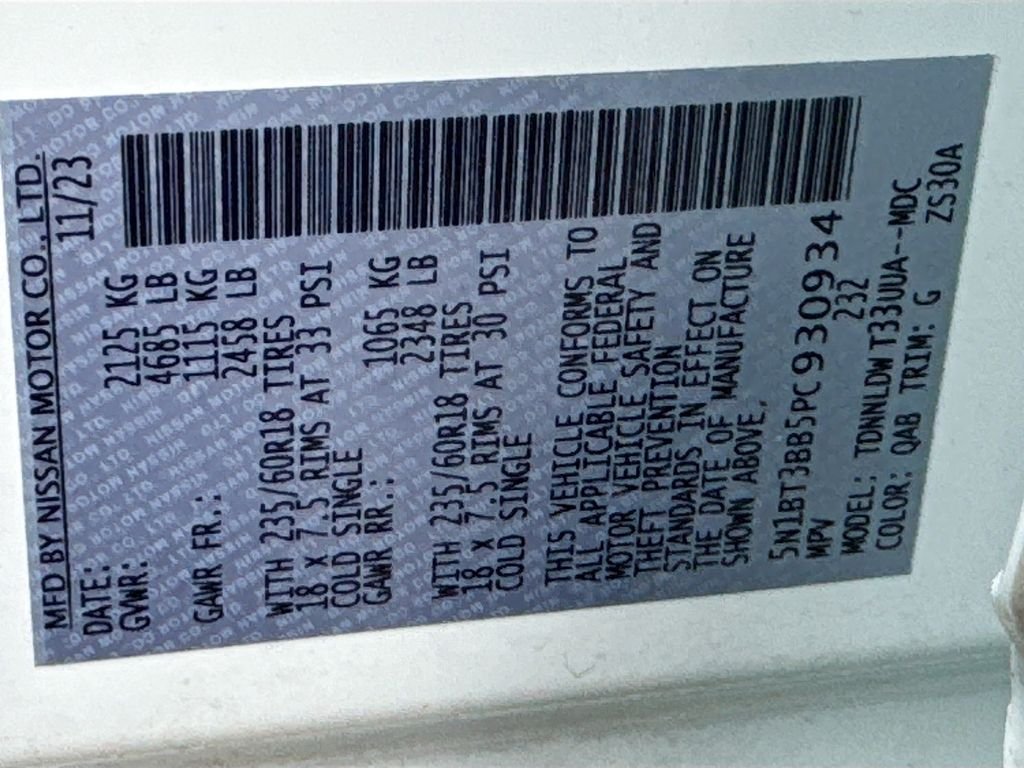 MFD BY NISSAN MOTOR CO., LTD.
DATE: 11/23
GVWR: 2125 KG
4685 LB
GAWR FR.: 1115 KG
2458 LB
WITH 235/60R18 TIRES
18 x 7.5 RIMS AT 33 PSI
COLD SINGLE
GAWR RR.: 1065 KG
2348 LB
WITH 235/60R18 TIRES
18 x 7.5 RIMS AT 30 PSI
COLD SINGLE
THIS VEHICLE CONFORMS TO
ALL APPLICABLE FEDERAL
MOTOR VEHICLE SAFETY AND
THEFT PREVENTION
STANDARDS IN EFFECT ON
THE DATE OF MANUFACTURE
SHOWN ABOVE.
5N1BT3BB5PC930934
MPV 232
MODEL: TDNNLDW T33UUA--MDC
COLOR: QAB TRIM: G ZS30A